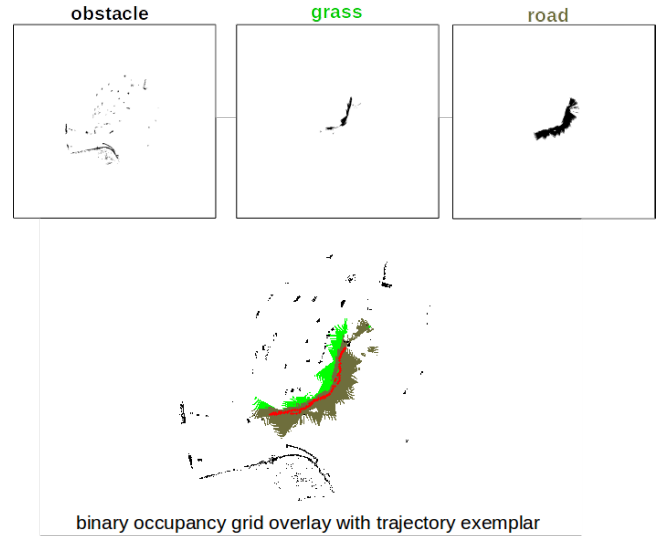 obstacle
grass
road
binary occupancy grid overlay with trajectory exemplar